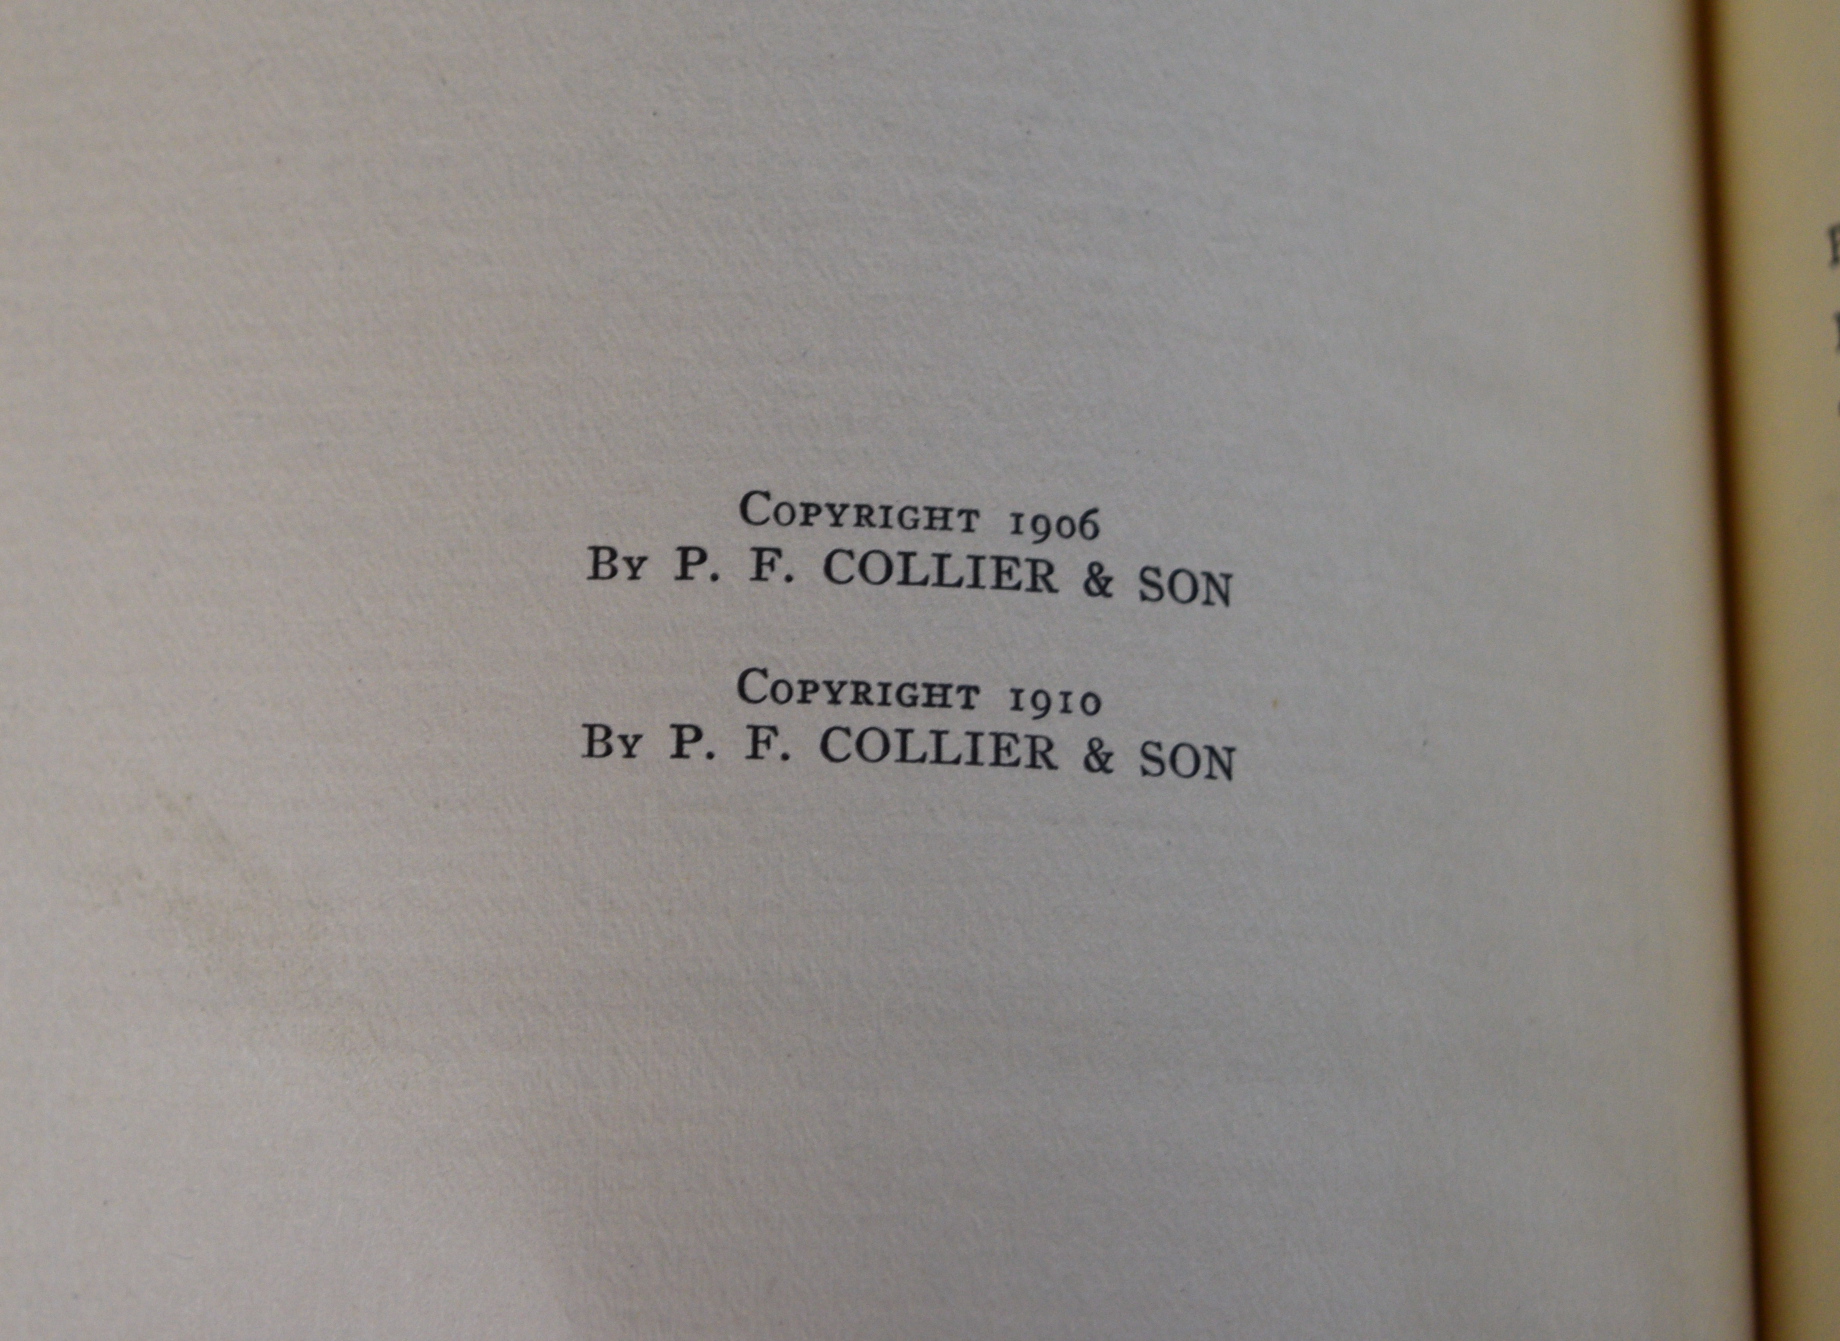 Copyright 1906
By P. F. COLLIER & SON
Copyright 1910
By P. F. COLLIER & SON